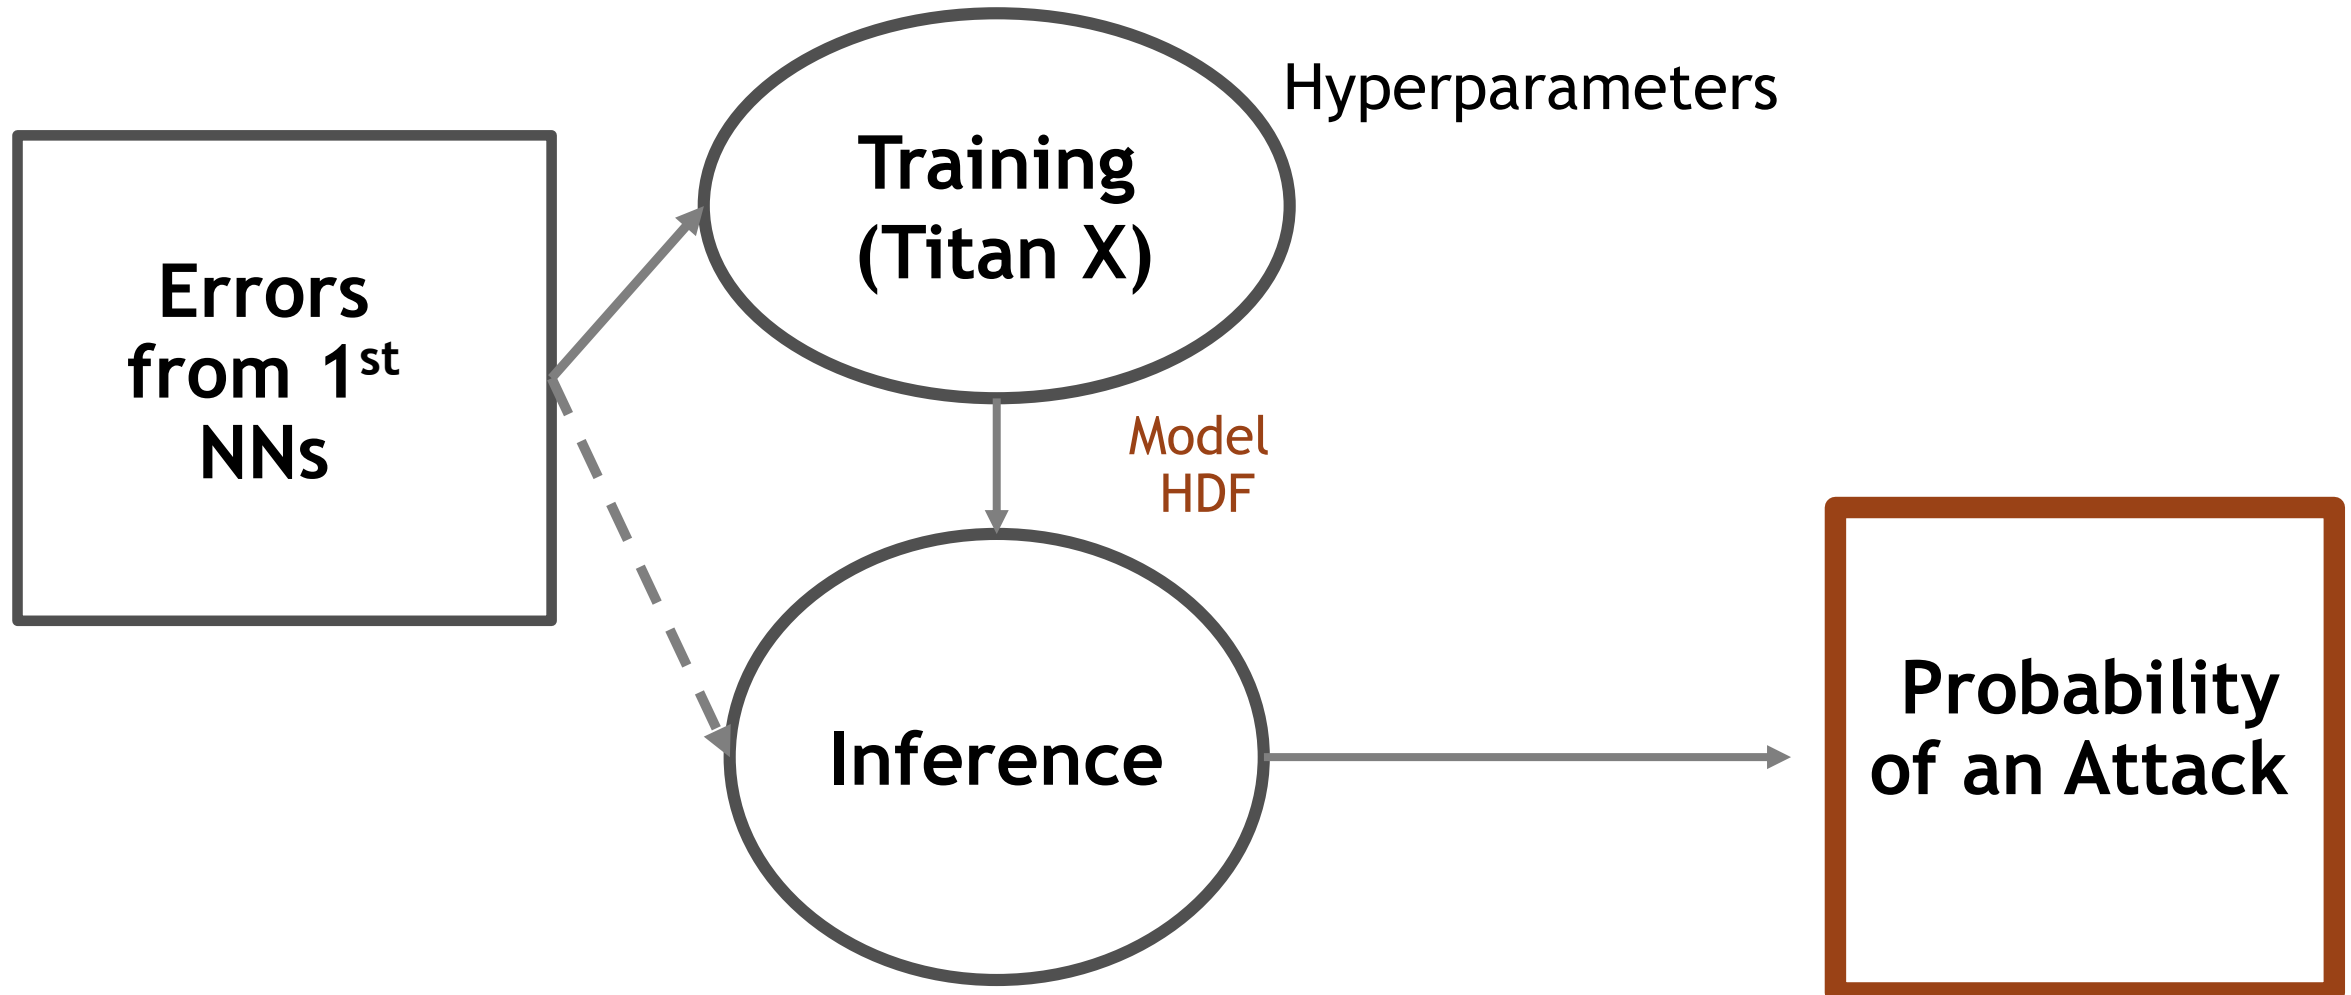 Hyperparameters
Training
(Titan X)
Errors
from 1st
NNs
Model
HDF
Inference
Probability
of an Attack